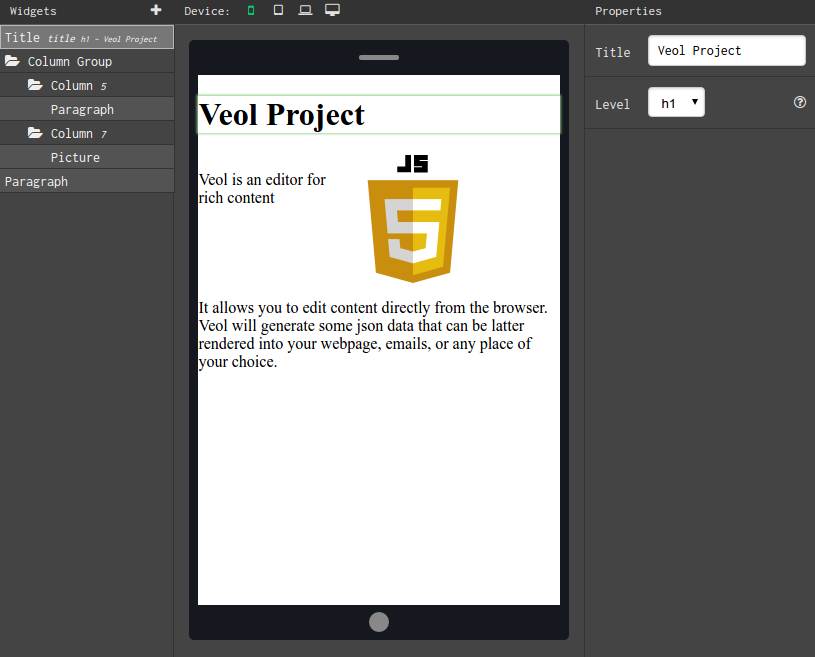 Widgets
Device:
Properties
Title title h1 - Veol Project
Column Group
Column 5
Paragraph
Column 7
Picture
Paragraph
Veol Project
JS
5
Veol is an editor for
rich content
It allows you to edit content directly from the browser.
Veol will generate some json data that can be latter
rendered into your webpage, emails, or any place of
your choice.
Title Veol Project
Level h1